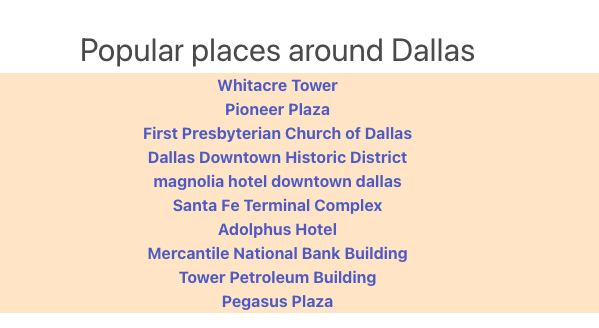 Popular places around Dallas
Whitacre Tower
Pioneer Plaza
First Presbyterian Church of Dallas
Dallas Downtown Historic District
magnolia hotel downtown dallas
Santa Fe Terminal Complex
Adolphus Hotel
Mercantile National Bank Building
Tower Petroleum Building
Pegasus Plaza